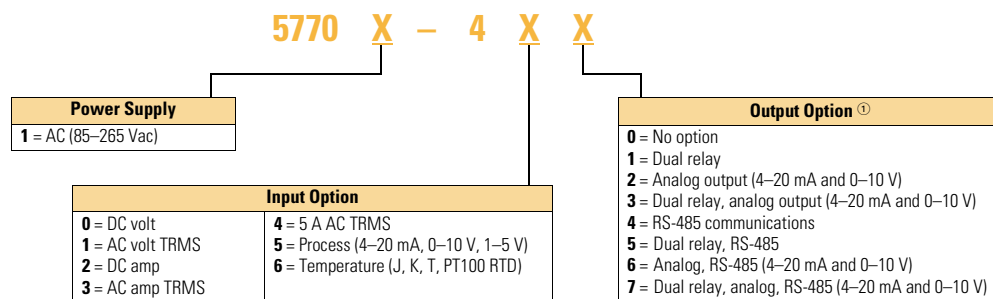 5770 X – 4 X X
Power Supply
1 = AC (85–265 Vac)
Input Option
0 = DC volt
1 = AC volt TRMS
2 = DC amp
3 = AC amp TRMS
4 = 5 A AC TRMS
5 = Process (4–20 mA, 0–10 V, 1–5 V)
6 = Temperature (J, K, T, PT100 RTD)
Output Option ①
0 = No option
1 = Dual relay
2 = Analog output (4–20 mA and 0–10 V)
3 = Dual relay, analog output (4–20 mA and 0–10 V)
4 = RS-485 communications
5 = Dual relay, RS-485
6 = Analog, RS-485 (4–20 mA and 0–10 V)
7 = Dual relay, analog, RS-485 (4–20 mA and 0–10 V)